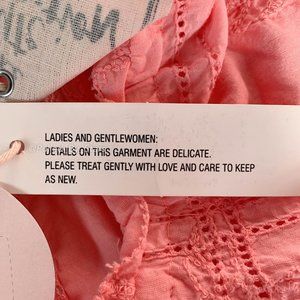 LADIES AND GENTLEWOMEN:
DETAILS ON THIS GARMENT ARE DELICATE.
PLEASE TREAT GENTLY WITH LOVE AND CARE TO KEEP
AS NEW.